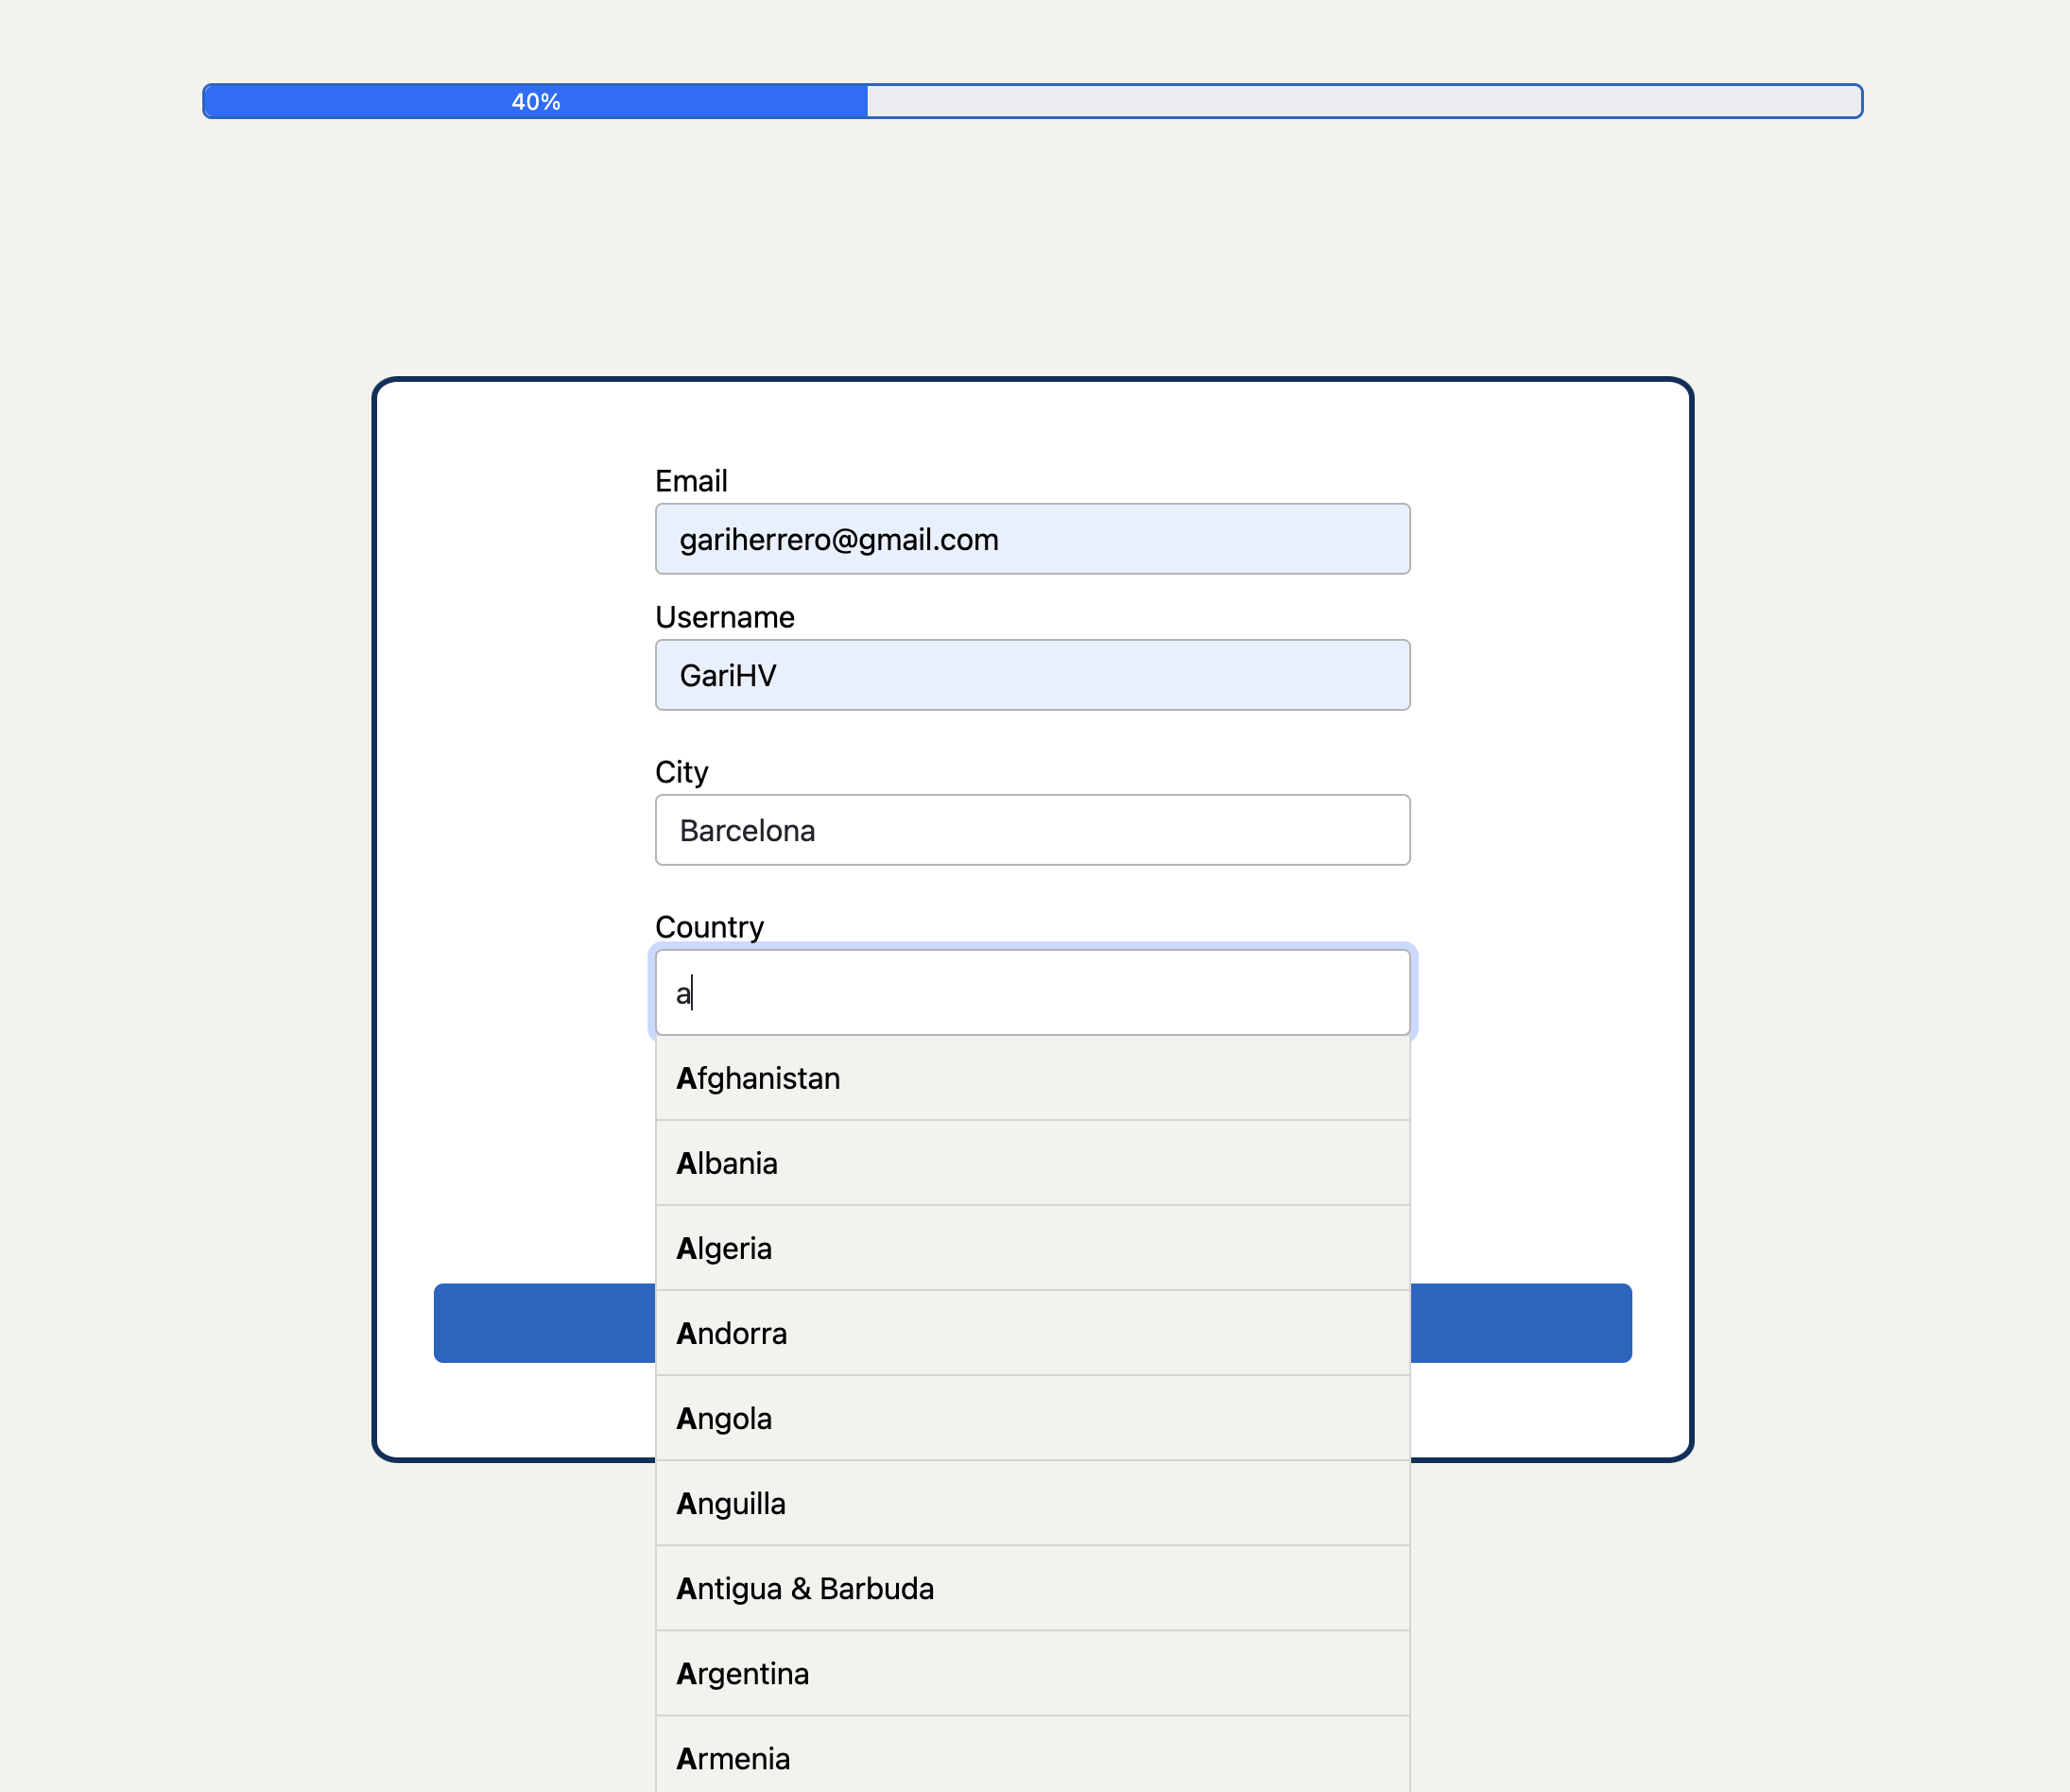 40%
Email
gariherrero@gmail.com
Username
GariHV
City
Barcelona
Country
a
Afghanistan
Albania
Algeria
Andorra
Angola
Anguilla
Antigua & Barbuda
Argentina
Armenia